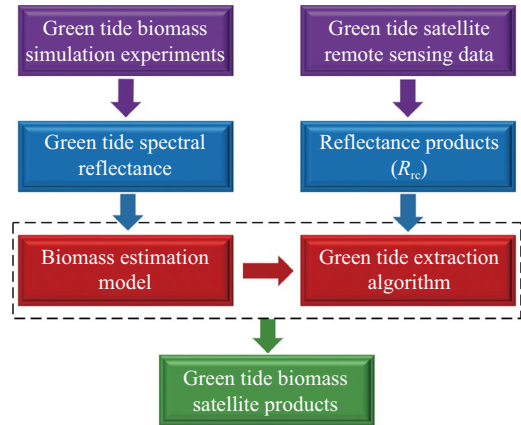 Green tide biomass
simulation experiments
Green tide satellite
remote sensing data
Green tide spectral
reflectance
Reflectance products
(Rrc)
Biomass estimation
model
Green tide extraction
algorithm
Green tide biomass
satellite products